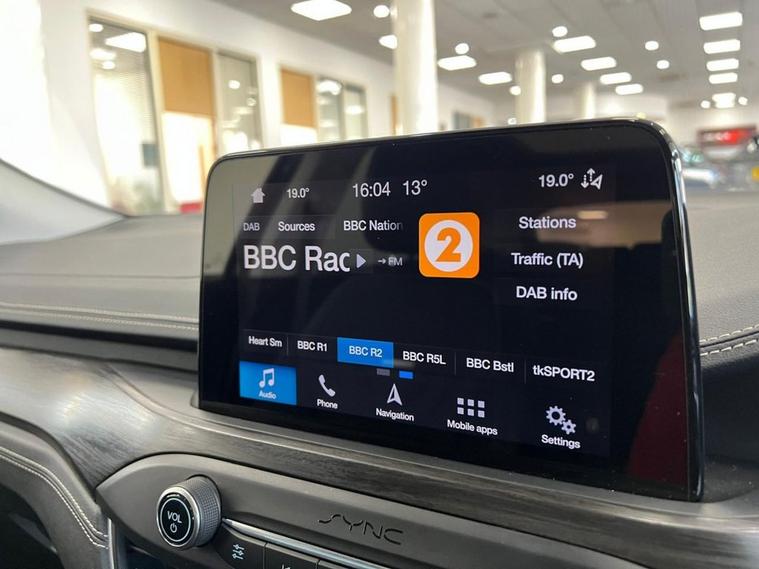 19.0° 16:04 13° 19.0°
DAB Sources BBC Nation
Stations
BBC Rac → FM
2
Traffic (TA)
DAB info
Heart Sm BBC R1 BBC R2 BBC R5L BBC Bstl tkSPORT2
Audio Phone Navigation Mobile apps Settings
VOL
SYNC